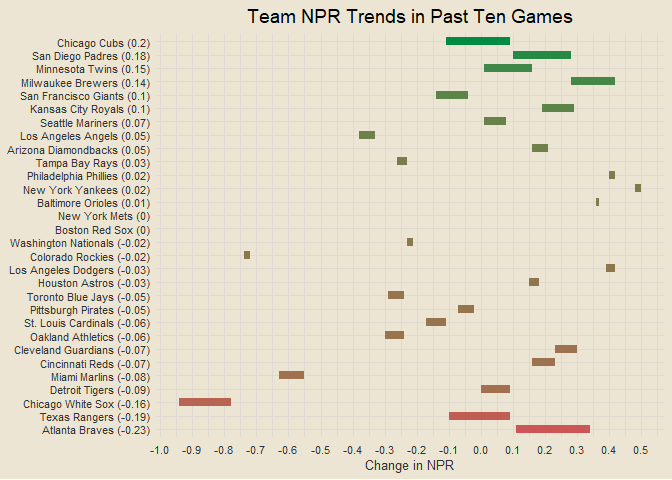 Team NPR Trends in Past Ten Games
Chicago Cubs (0.2)
San Diego Padres (0.18)
Minnesota Twins (0.15)
Milwaukee Brewers (0.14)
San Francisco Giants (0.1)
Kansas City Royals (0.1)
Seattle Mariners (0.07)
Los Angeles Angels (0.05)
Arizona Diamondbacks (0.05)
Tampa Bay Rays (0.03)
Philadelphia Phillies (0.02)
New York Yankees (0.02)
Baltimore Orioles (0.01)
New York Mets (0)
Boston Red Sox (0)
Washington Nationals (-0.02)
Colorado Rockies (-0.02)
Los Angeles Dodgers (-0.03)
Houston Astros (-0.03)
Toronto Blue Jays (-0.05)
Pittsburgh Pirates (-0.05)
St. Louis Cardinals (-0.06)
Oakland Athletics (-0.06)
Cleveland Guardians (-0.07)
Cincinnati Reds (-0.07)
Miami Marlins (-0.08)
Detroit Tigers (-0.09)
Chicago White Sox (-0.16)
Texas Rangers (-0.19)
Atlanta Braves (-0.23)
-1.0 -0.9 -0.8 -0.7 -0.6 -0.5 -0.4 -0.3 -0.2 -0.1 0.0 0.1 0.2 0.3 0.4 0.5
Change in NPR